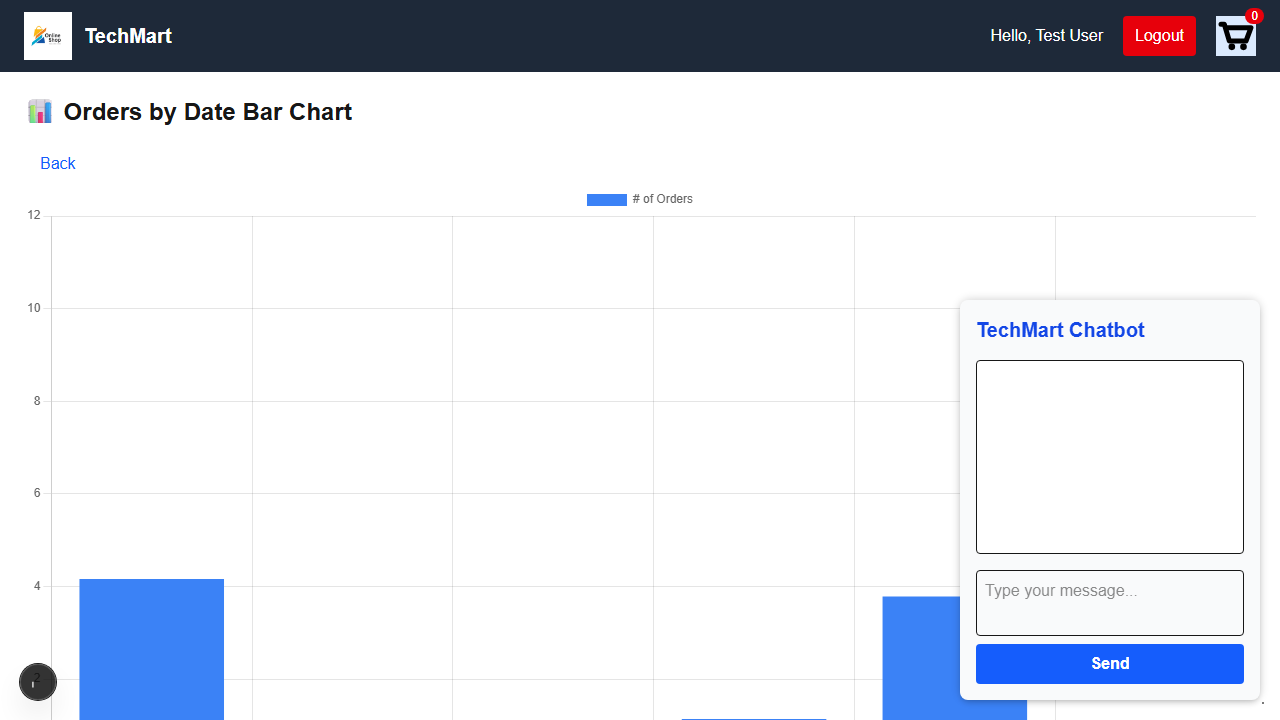 Online
Shop
TechMart
Hello, Test User
Logout
0
Orders by Date Bar Chart
Back
# of Orders
12
10
8
6
4
2
TechMart Chatbot
Type your message...
Send